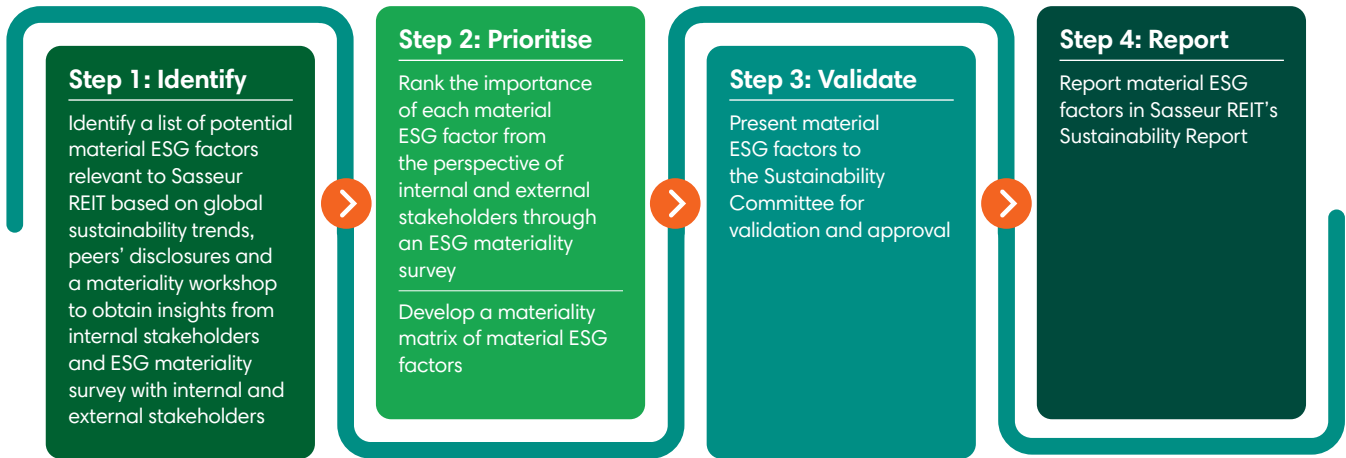 Step 1: Identify
Identify a list of potential
material ESG factors
relevant to Sasseur
REIT based on global
sustainability trends,
peers’ disclosures and
a materiality workshop
to obtain insights from
internal stakeholders
and ESG materiality
survey with internal and
external stakeholders
Step 2: Prioritise
Rank the importance
of each material
ESG factor from
the perspective of
internal and external
stakeholders through
an ESG materiality
survey
Develop a materiality
matrix of material ESG
factors
Step 3: Validate
Present material
ESG factors to
the Sustainability
Committee for
validation and approval
Step 4: Report
Report material ESG
factors in Sasseur REIT’s
Sustainability Report